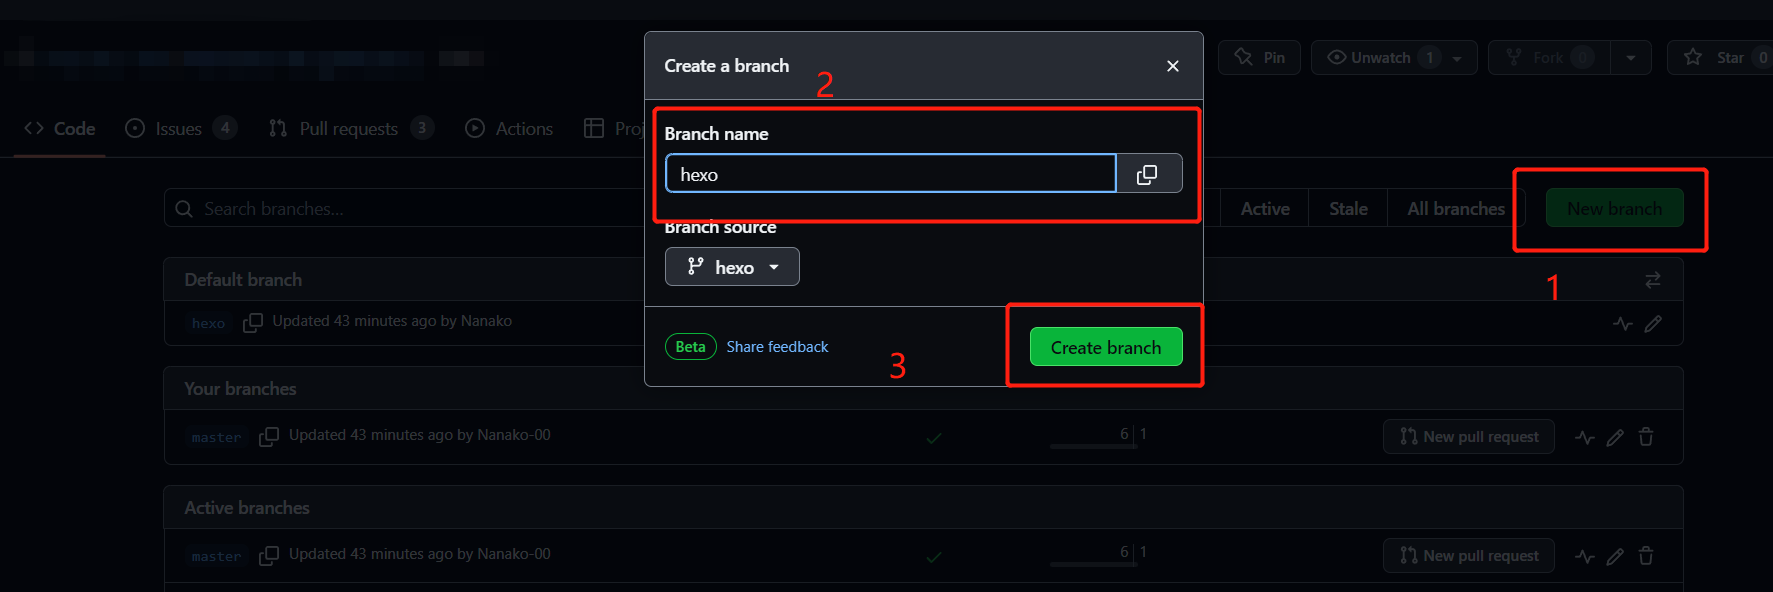 Create a branch
2
Pin
Unwatch 1
Fork 0
Star 0
Code
Issues 4
Pull requests 3
Actions
Proj
Branch name
hexo
Search branches...
Active
Stale
All branches
New branch
1
Branch source
hexo
Default branch
hexo Updated 43 minutes ago by Nanako
Beta Share feedback
3
Create branch
Your branches
master Updated 43 minutes ago by Nanako-00
6 1
New pull request
Active branches
master Updated 43 minutes ago by Nanako-00
6 1
New pull request